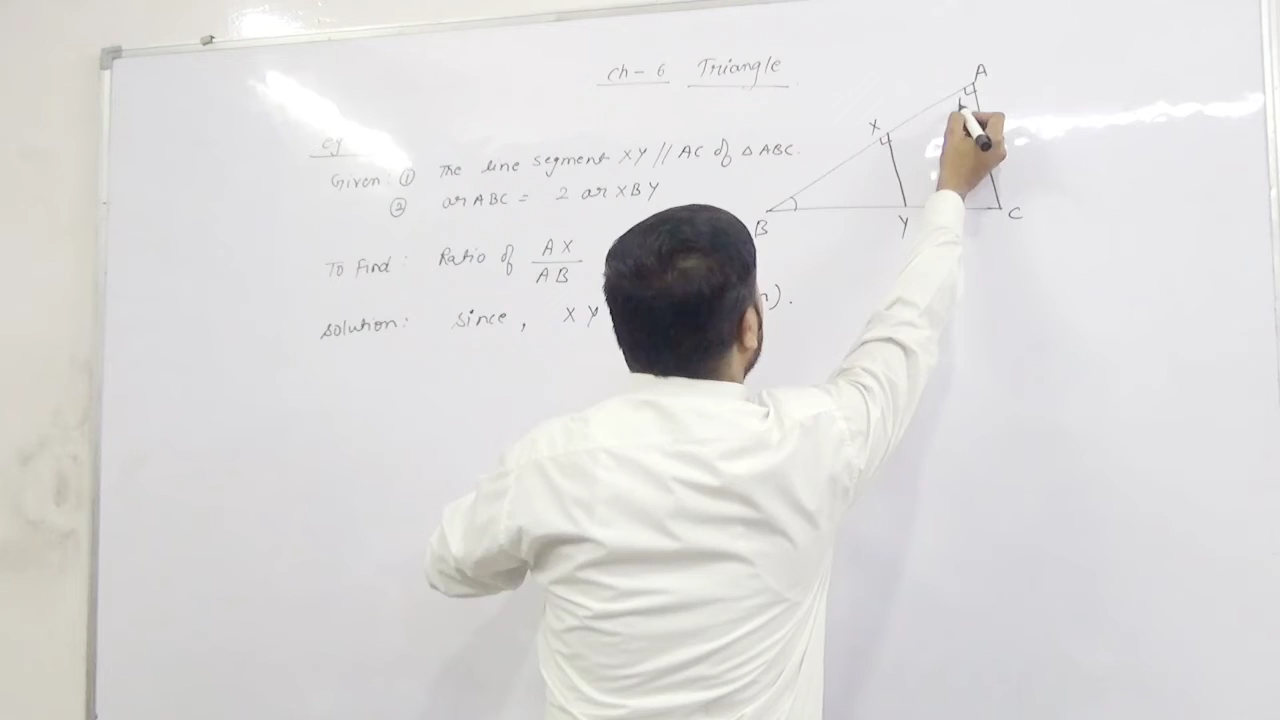 Ch - 6 Triangle
eg
Given: ① The line segment XY // AC of △ABC.
② ar ABC = 2 ar XBY
To find: Ratio of AX
AB
Solution: since, X Y ).
A
X
B
Y
C